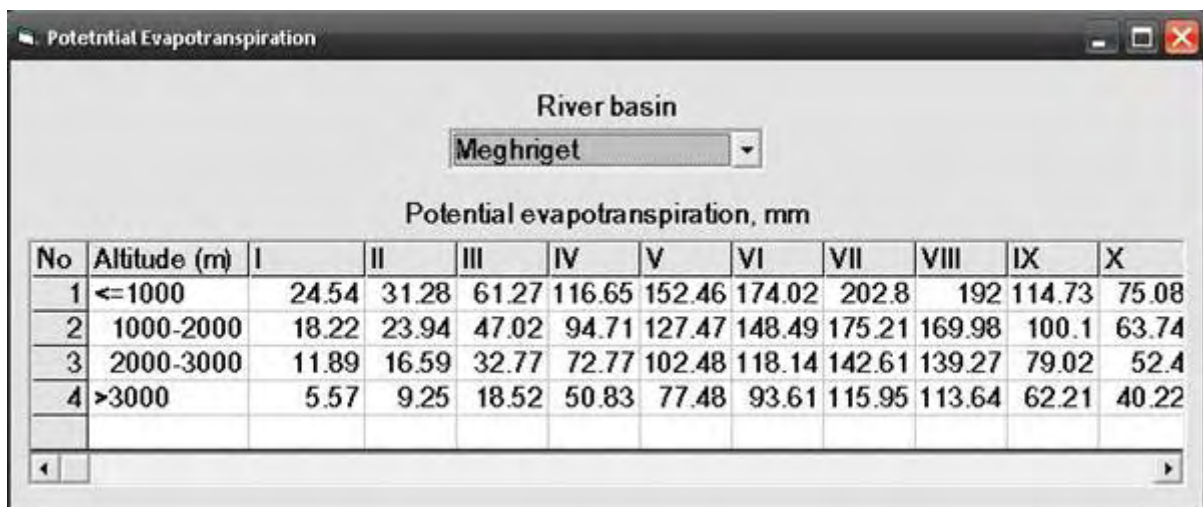 Potetntial Evapotranspiration
River basin
Meghriget
Potential evapotranspiration, mm
No Altitude (m) I II III IV V VI VII VIII IX X
1 <=1000 24.54 31.28 61.27 116.65 152.46 174.02 202.8 192 114.73 75.08
2 1000-2000 18.22 23.94 47.02 94.71 127.47 148.49 175.21 169.98 100.1 63.74
3 2000-3000 11.89 16.59 32.77 72.77 102.48 118.14 142.61 139.27 79.02 52.4
4 >3000 5.57 9.25 18.52 50.83 77.48 93.61 115.95 113.64 62.21 40.22